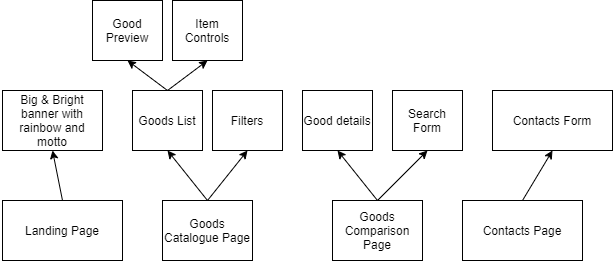 Good
Preview
Item
Controls
Big & Bright
banner with
rainbow and
motto
Goods List
Filters
Good details
Search
Form
Contacts Form
Landing Page
Goods
Catalogue Page
Goods
Comparison
Page
Contacts Page